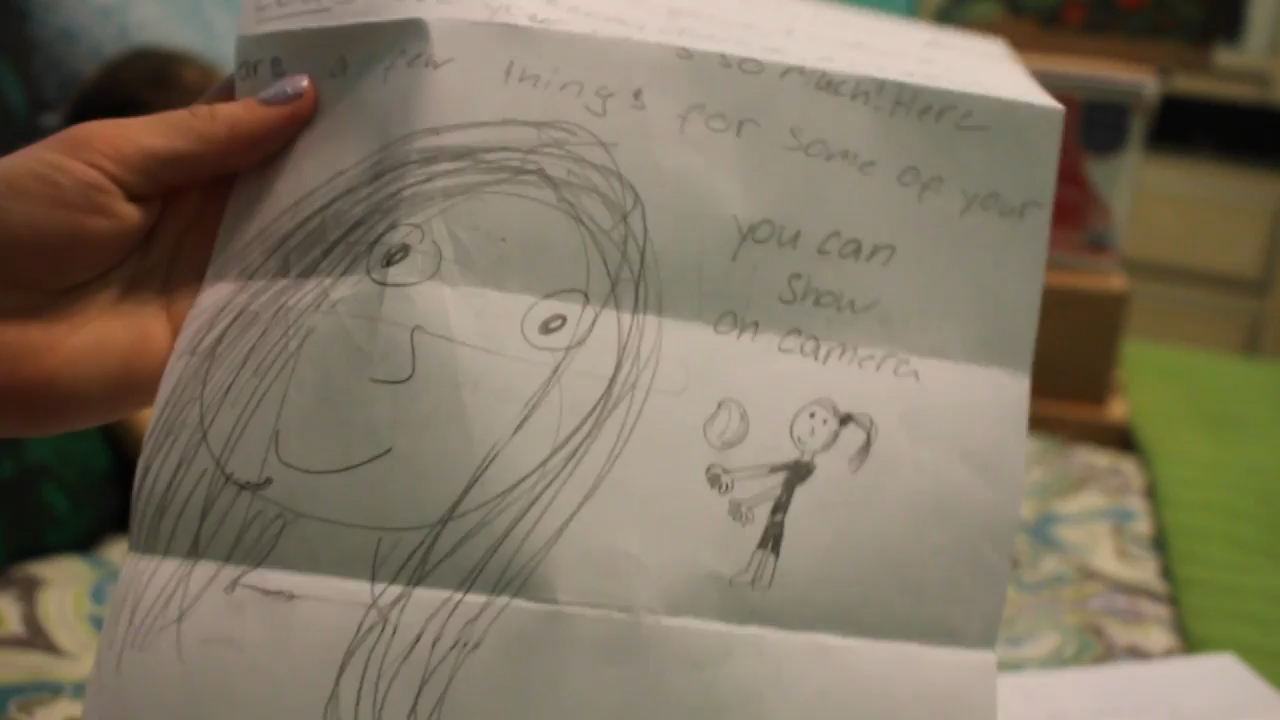 s so much! Here
are a few things for some of your
you can
show
on camera